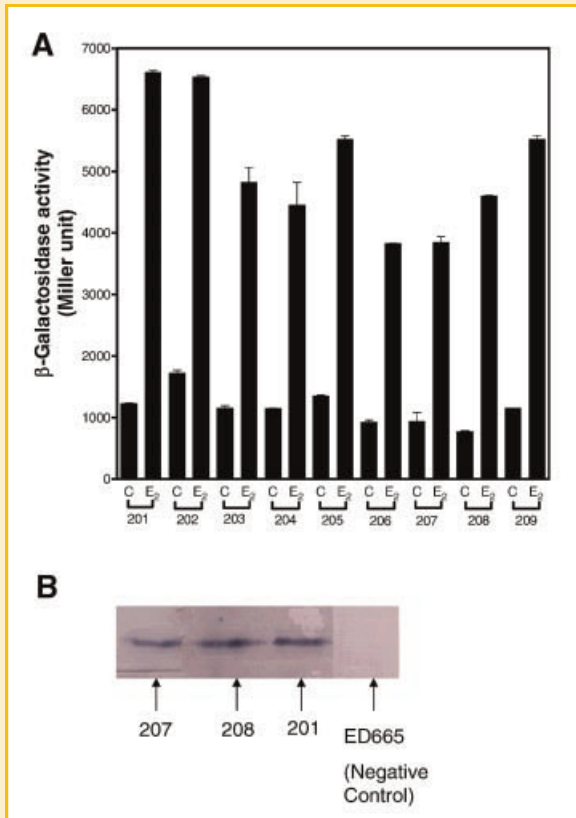 A
7000
6000
5000
4000
3000
2000
1000
0
β-Galactosidase activity
(Miller unit)
C E2 C E2 C E2 C E2 C E2 C E2 C E2 C E2 C E2
201 202 203 204 205 206 207 208 209
B
207 208 201 ED665
(Negative
Control)